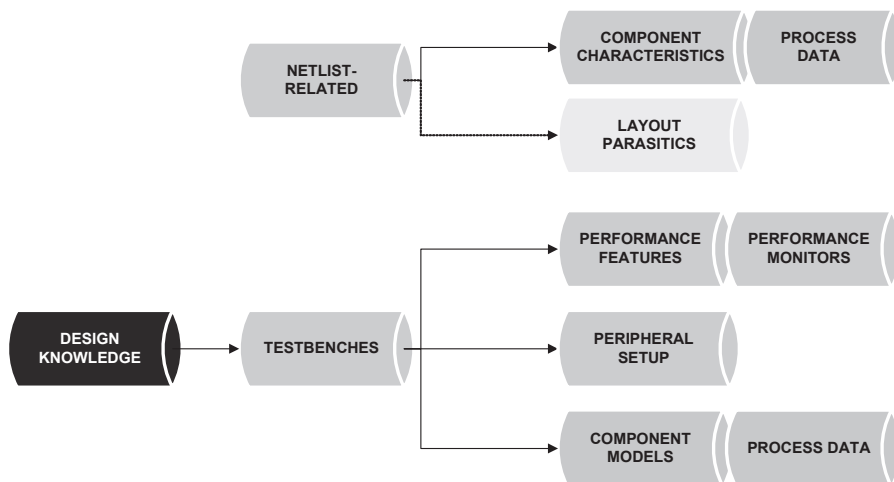 NETLIST-
RELATED
COMPONENT
CHARACTERISTICS
PROCESS
DATA
LAYOUT
PARASITICS
DESIGN
KNOWLEDGE
TESTBENCHES
PERFORMANCE
FEATURES
PERFORMANCE
MONITORS
PERIPHERAL
SETUP
COMPONENT
MODELS
PROCESS DATA